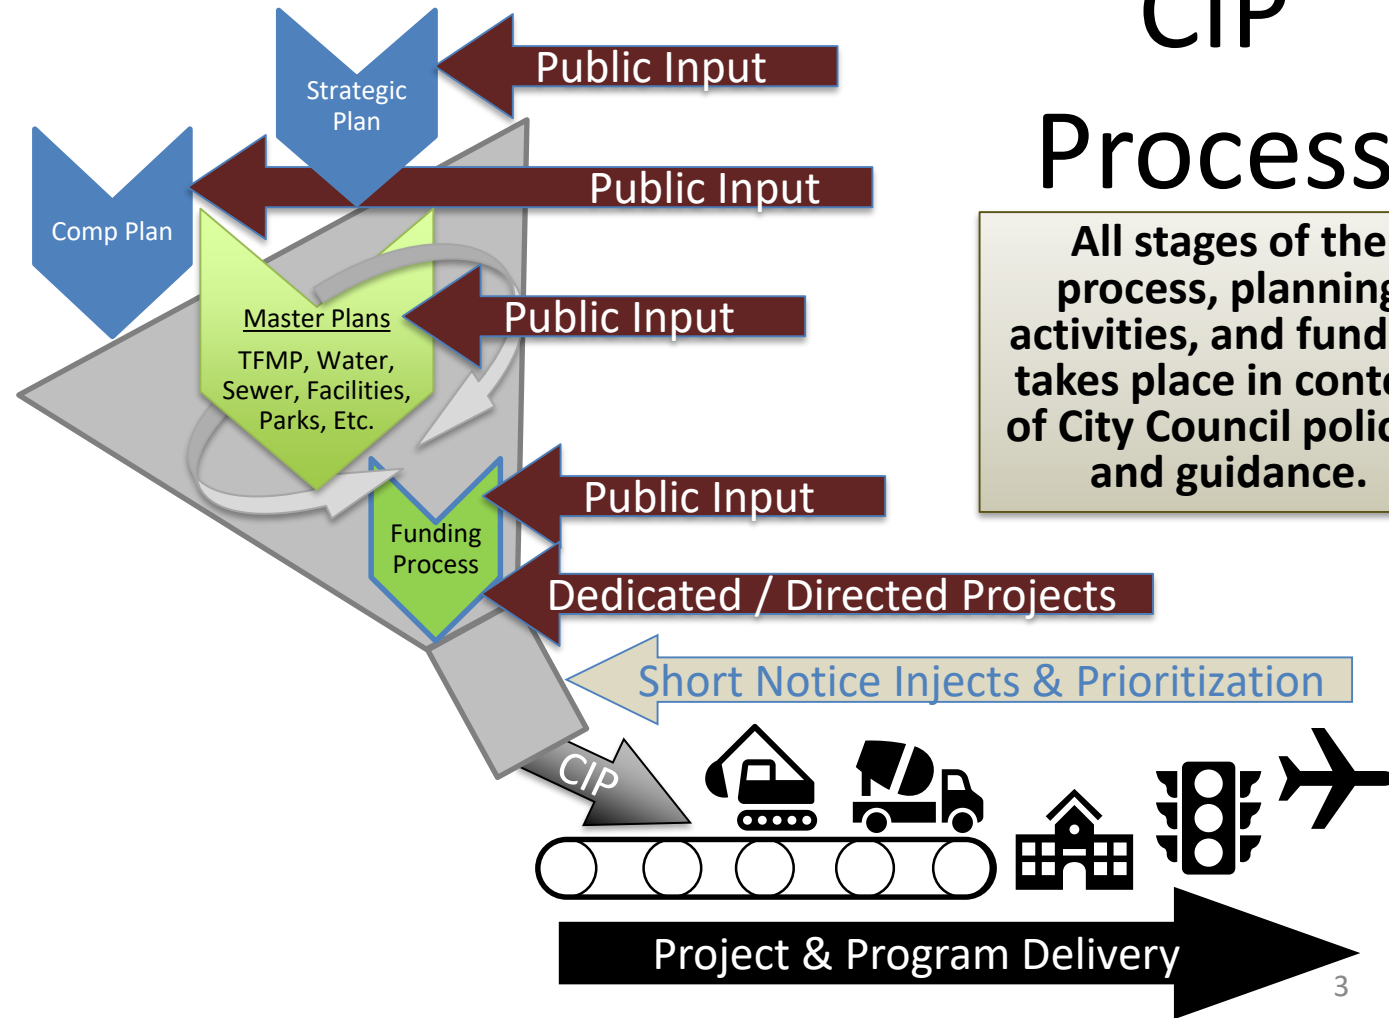 CIP
Process
Strategic
Plan
Public Input
Comp Plan
Public Input
Master Plans
TFMP, Water,
Sewer, Facilities,
Parks, Etc.
Public Input
All stages of the
process, planning
activities, and fund
takes place in conte
of City Council polic
and guidance.
Funding
Process
Public Input
Dedicated / Directed Projects
Short Notice Injects & Prioritization
CIP
Project & Program Delivery
3